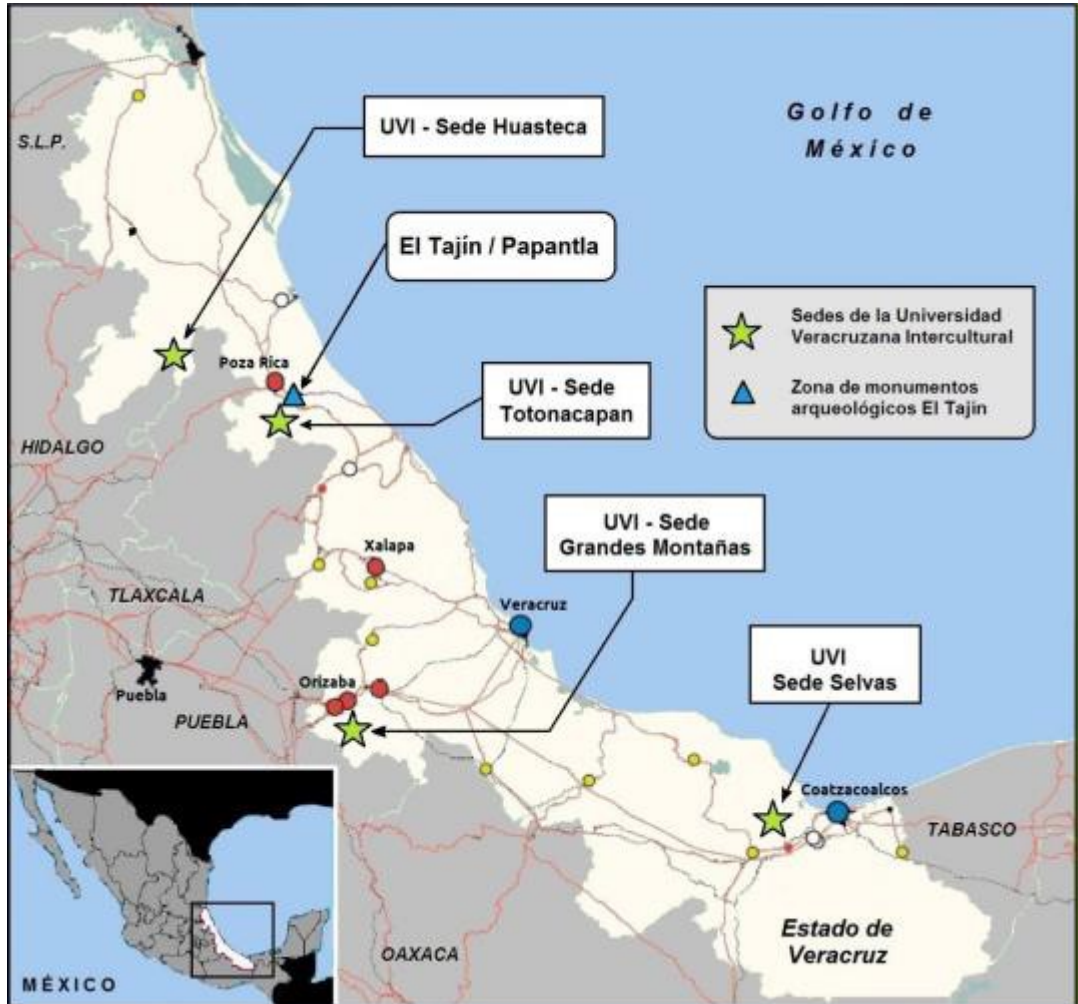 UVI - Sede Huasteca
Golfo de
México
S.L.P.
El Tajín / Papantla
Sedes de la Universidad
Veracruzana Intercultural
Zona de monumentos
arqueológicos El Tajín
Poza Rica
UVI - Sede
Totonacapan
HIDALGO
UVI - Sede
Grandes Montañas
Xalapa
TLAXCALA
Veracruz
UVI
Sede Selvas
Puebla
Orizaba
PUEBLA
Coatzacoalcos
TABASCO
Estado de
Veracruz
OAXACA
MÉXICO